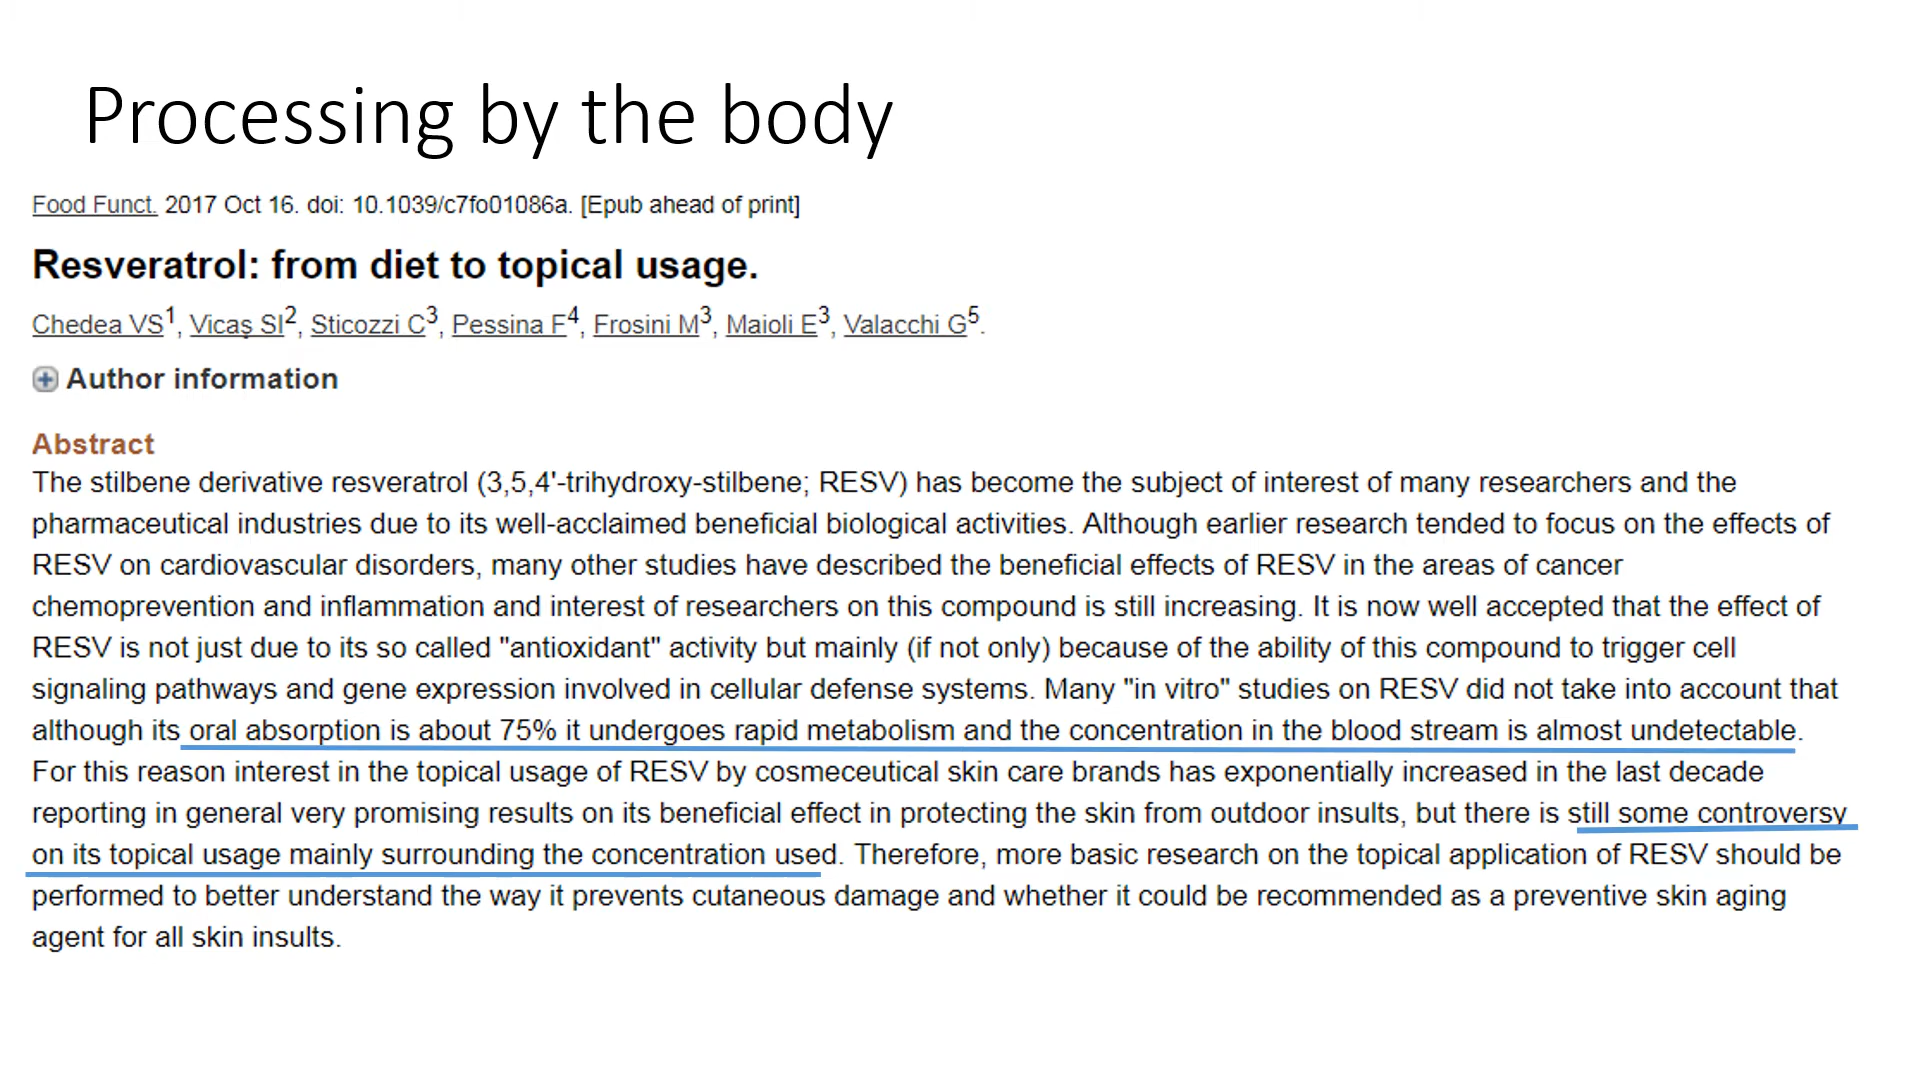 Processing by the body
Food Funct. 2017 Oct 16. doi: 10.1039/c7fo01086a. [Epub ahead of print]
Resveratrol: from diet to topical usage.
Chedea VS1, Vicaş SI2, Sticozzi C3, Pessina F4, Frosini M3, Maioli E3, Valacchi G5.
Author information
Abstract
The stilbene derivative resveratrol (3,5,4'-trihydroxy-stilbene; RESV) has become the subject of interest of many researchers and the
pharmaceutical industries due to its well-acclaimed beneficial biological activities. Although earlier research tended to focus on the effects of
RESV on cardiovascular disorders, many other studies have described the beneficial effects of RESV in the areas of cancer
chemoprevention and inflammation and interest of researchers on this compound is still increasing. It is now well accepted that the effect of
RESV is not just due to its so called "antioxidant" activity but mainly (if not only) because of the ability of this compound to trigger cell
signaling pathways and gene expression involved in cellular defense systems. Many "in vitro" studies on RESV did not take into account that
although its oral absorption is about 75% it undergoes rapid metabolism and the concentration in the blood stream is almost undetectable.
For this reason interest in the topical usage of RESV by cosmeceutical skin care brands has exponentially increased in the last decade
reporting in general very promising results on its beneficial effect in protecting the skin from outdoor insults, but there is still some controversy
on its topical usage mainly surrounding the concentration used. Therefore, more basic research on the topical application of RESV should be
performed to better understand the way it prevents cutaneous damage and whether it could be recommended as a preventive skin aging
agent for all skin insults.